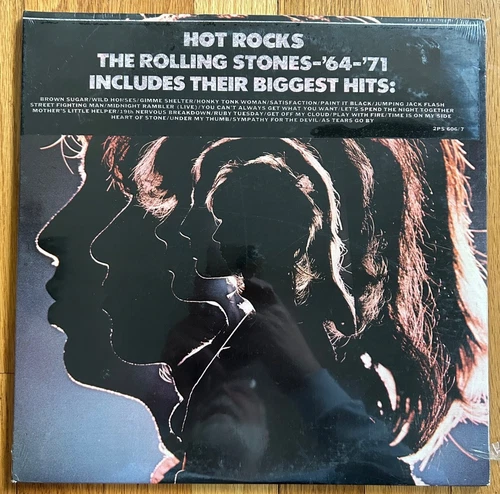 HOT ROCKS
THE ROLLING STONES-'64-'71
INCLUDES THEIR BIGGEST HITS:
BROWN SUGAR/WILD HORSES/GIMME SHELTER/HONKY TONK WOMAN/SATISFACTION/PAINT IT BLACK/JUMPING JACK FLASH
STREET FIGHTING MAN/MIDNIGHT RAMBLER (LIVE)/YOU CAN'T ALWAYS GET WHAT YOU WANT/LET'S SPEND THE NIGHT TOGETHER
MOTHER'S LITTLE HELPER/19th NERVOUS BREAKDOWN/RUBY TUESDAY/GET OFF MY CLOUD/PLAY WITH FIRE/TIME IS ON MY SIDE
HEART OF STONE/UNDER MY THUMB/SYMPATHY FOR THE DEVIL/AS TEARS GO BY
2PS 606/7